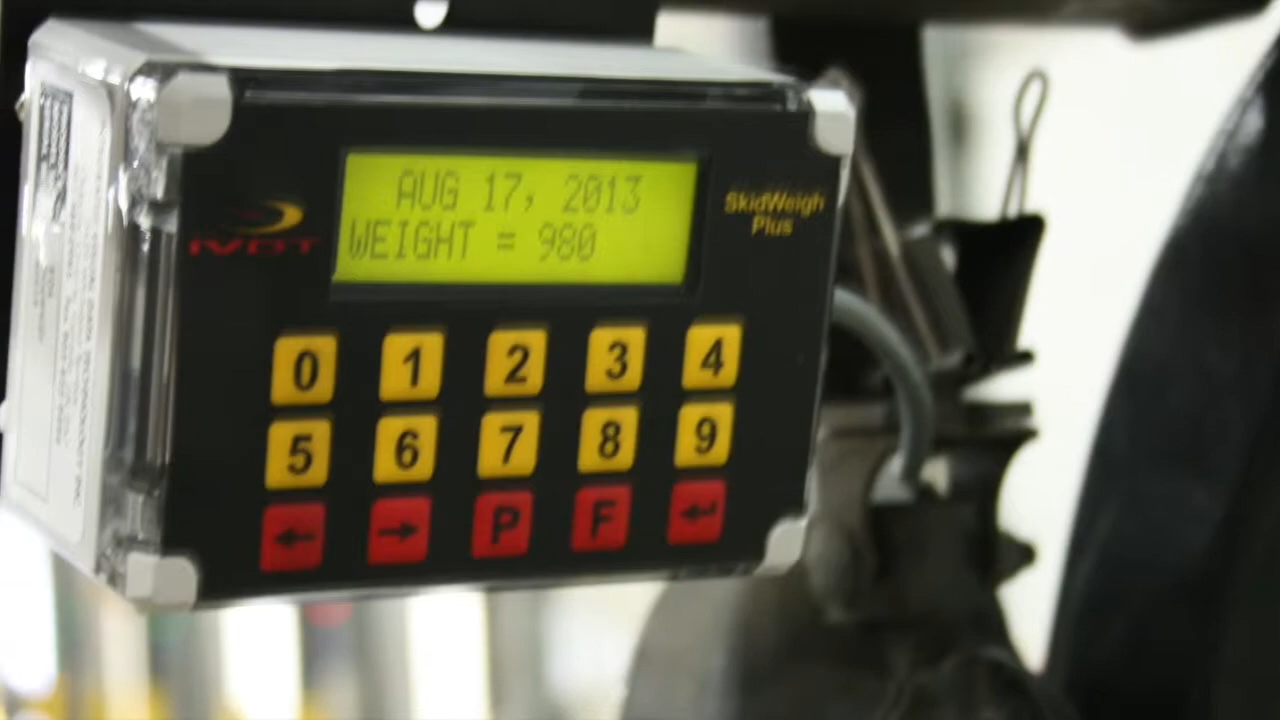 AUG 17, 2013
WEIGHT = 980
IVDT
SkidWeigh
Plus
0 1 2 3 4
5 6 7 8 9
← → P F ↵